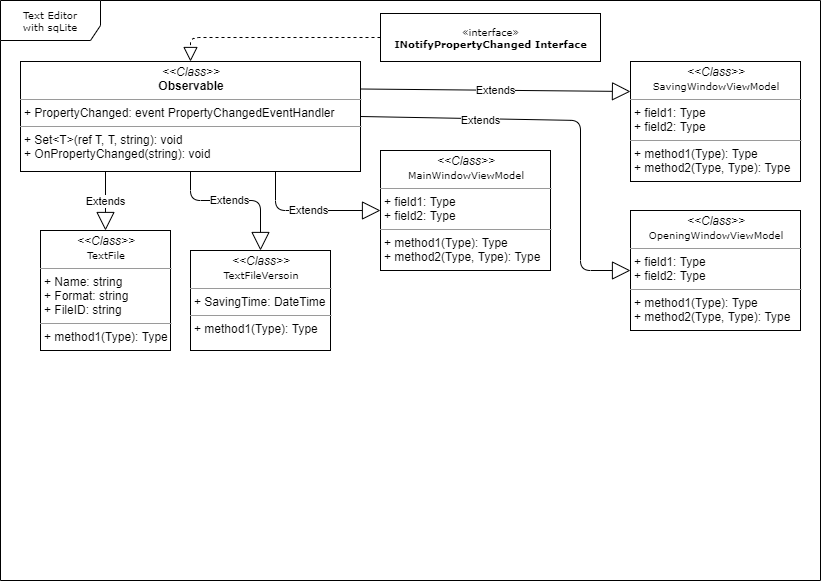 Text Editor
with sqLite
«interface»
INotifyPropertyChanged Interface
<<Class>>
Observable
+ PropertyChanged: event PropertyChangedEventHandler
+ Set<T>(ref T, T, string): void
+ OnPropertyChanged(string): void
Extends
<<Class>>
SavingWindowViewModel
+ field1: Type
+ field2: Type
+ method1(Type): Type
+ method2(Type, Type): Type
Extends
<<Class>>
MainWindowViewModel
+ field1: Type
+ field2: Type
+ method1(Type): Type
+ method2(Type, Type): Type
Extends
Extends
Extends
<<Class>>
OpeningWindowViewModel
+ field1: Type
+ field2: Type
+ method1(Type): Type
+ method2(Type, Type): Type
<<Class>>
TextFile
+ Name: string
+ Format: string
+ FileID: string
+ method1(Type): Type
<<Class>>
TextFileVersoin
+ SavingTime: DateTime
+ method1(Type): Type